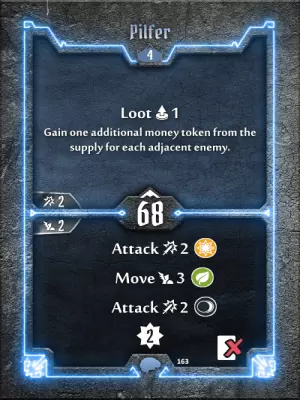 Pilfer
4
Loot 1
Gain one additional money token from the
supply for each adjacent enemy.
2
2
68
Attack 2
Move 3
Attack 2
2
163